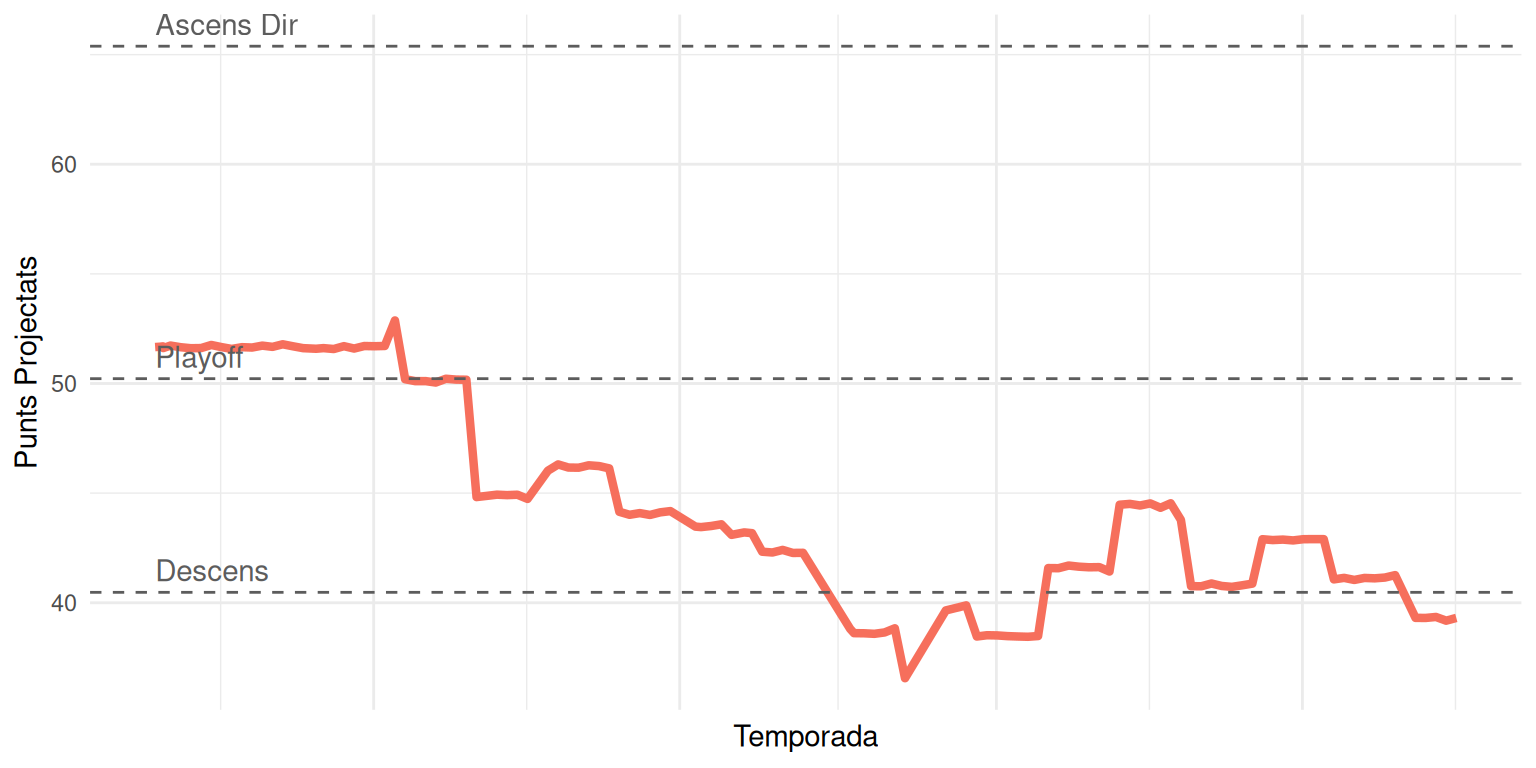 Ascens Dir
60
Playoff
50
Descens
40
Punts Projectats
Temporada